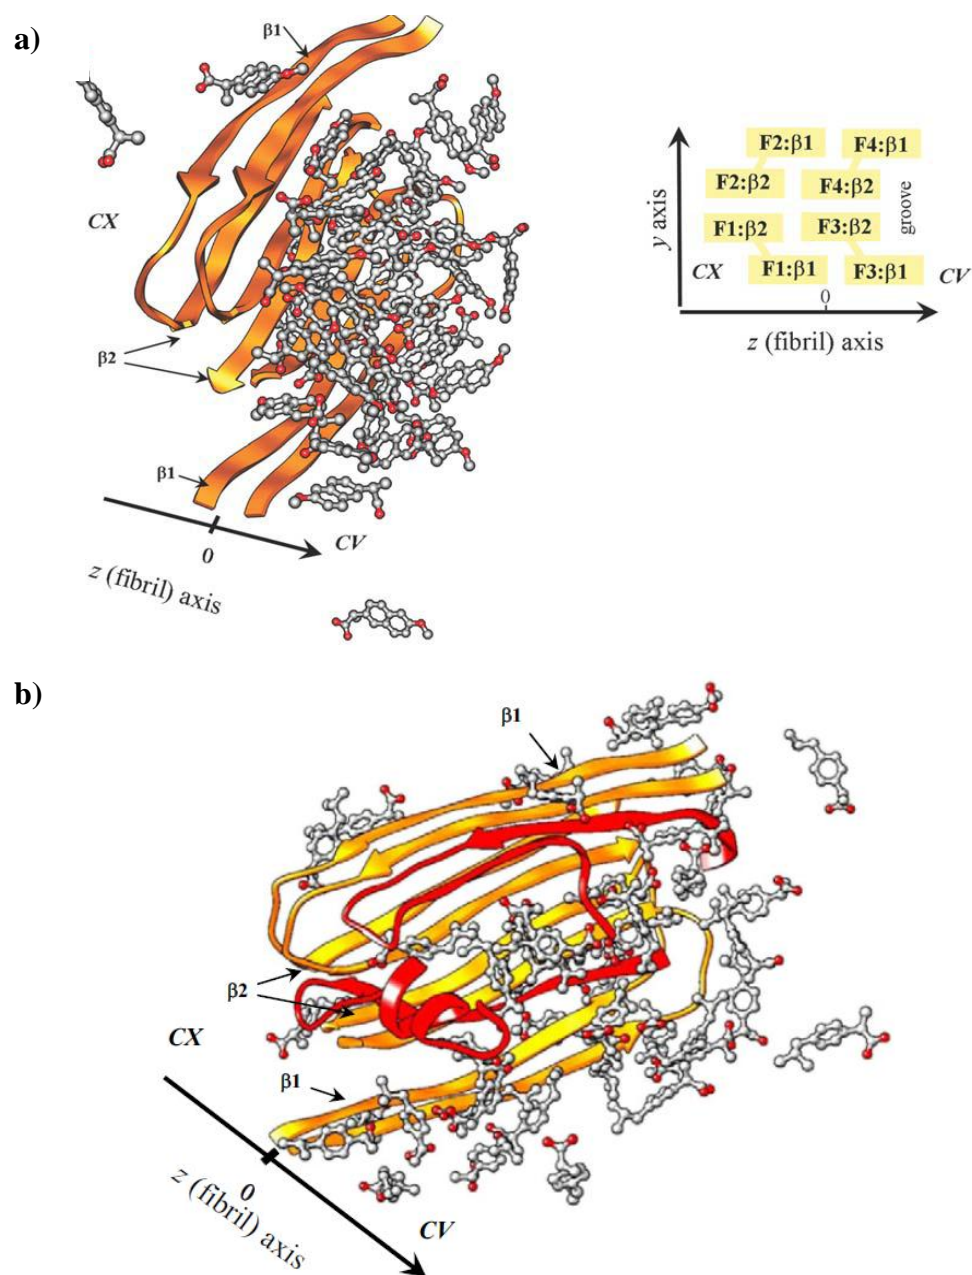 a)
β1
CX
β2
β1
0
CV
z (fibril) axis
y axis
F2:β1 F4:β1
F2:β2 F4:β2
F1:β2 F3:β2
F1:β1 F3:β1
groove
CX
CV
0
z (fibril) axis
b)
β1
β2
CX
β1
0
z (fibril) axis
CV